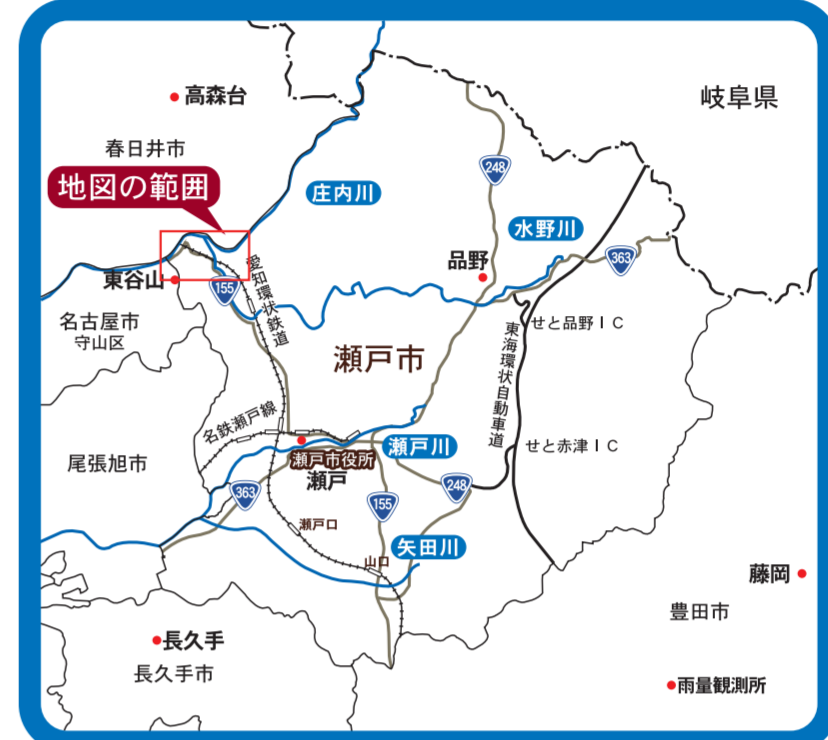 高森台
岐阜県
春日井市
地図の範囲
248
庄内川
水野川
品野
363
東谷山
155
愛知環状鉄道
名古屋市
守山区
せと品野IC
東海環状自動車道
瀬戸市
名鉄瀬戸線
瀬戸川
せと赤津IC
尾張旭市
瀬戸市役所
瀬戸
363
248
155
瀬戸口
矢田川
山口
藤岡
豊田市
長久手
長久手市
雨量観測所